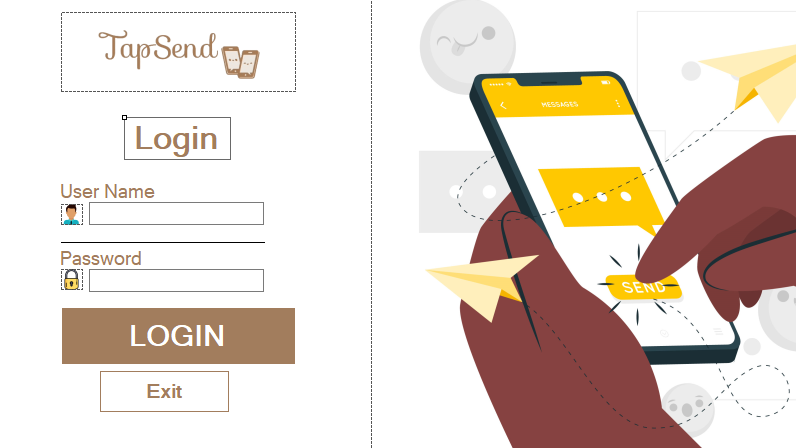 TapSend
Login
User Name
Password
LOGIN
Exit
MESSAGES
SEND